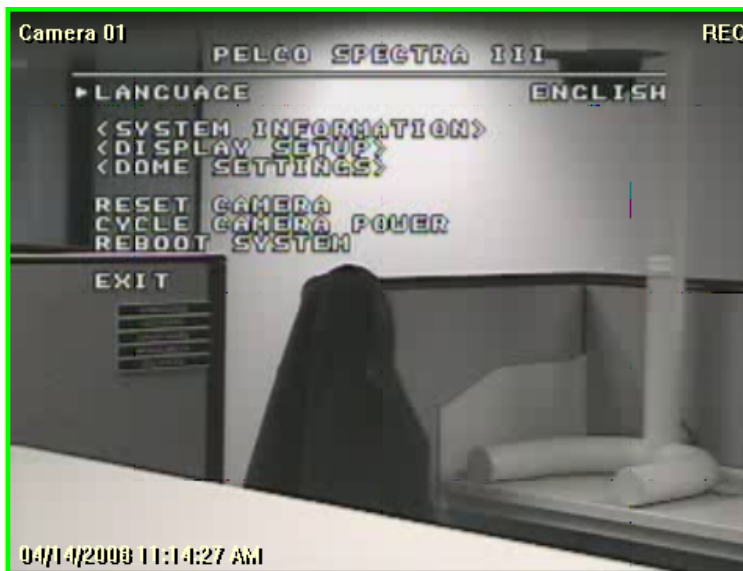 Camera 01
REC
PELCO SPECTRA III
LANGUAGE ENGLISH
<SYSTEM INFORMATION>
<DISPLAY SETUP>
<DOME SETTINGS>
RESET CAMERA
CYCLE CAMERA POWER
REBOOT SYSTEM
EXIT
04/14/2008 11:14:27 AM